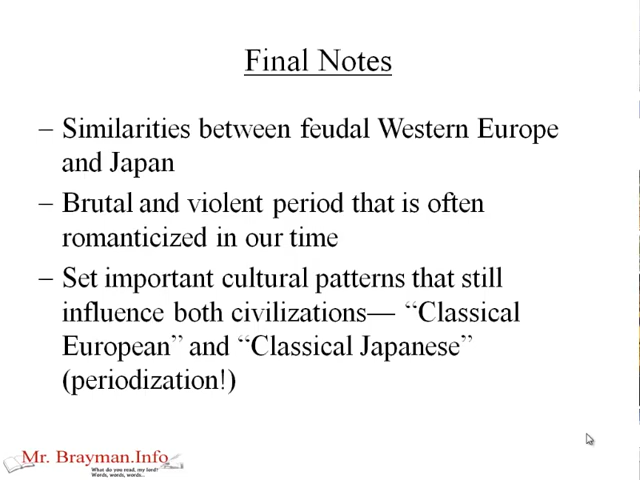 Final Notes
– Similarities between feudal Western Europe
and Japan
– Brutal and violent period that is often
romanticized in our time
– Set important cultural patterns that still
influence both civilizations— “Classical
European” and “Classical Japanese”
(periodization!)
Mr. Brayman.Info
What do you read, my lord?
Words, words, words...